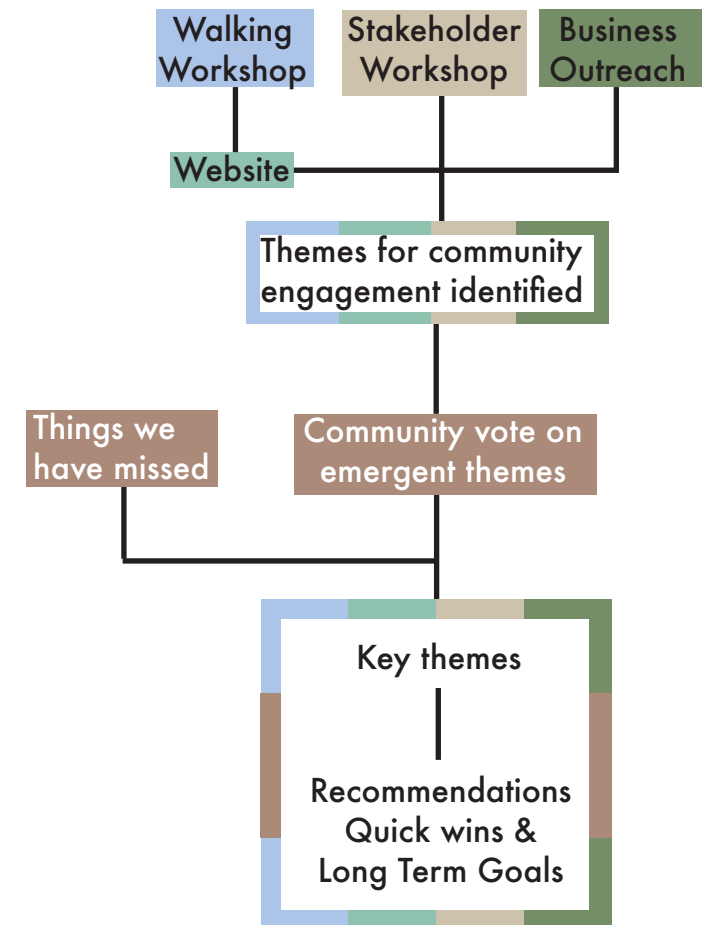 Walking
Workshop
Stakeholder
Workshop
Business
Outreach
Website
Themes for community
engagement identified
Things we
have missed
Community vote on
emergent themes
Key themes
Recommendations
Quick wins &
Long Term Goals